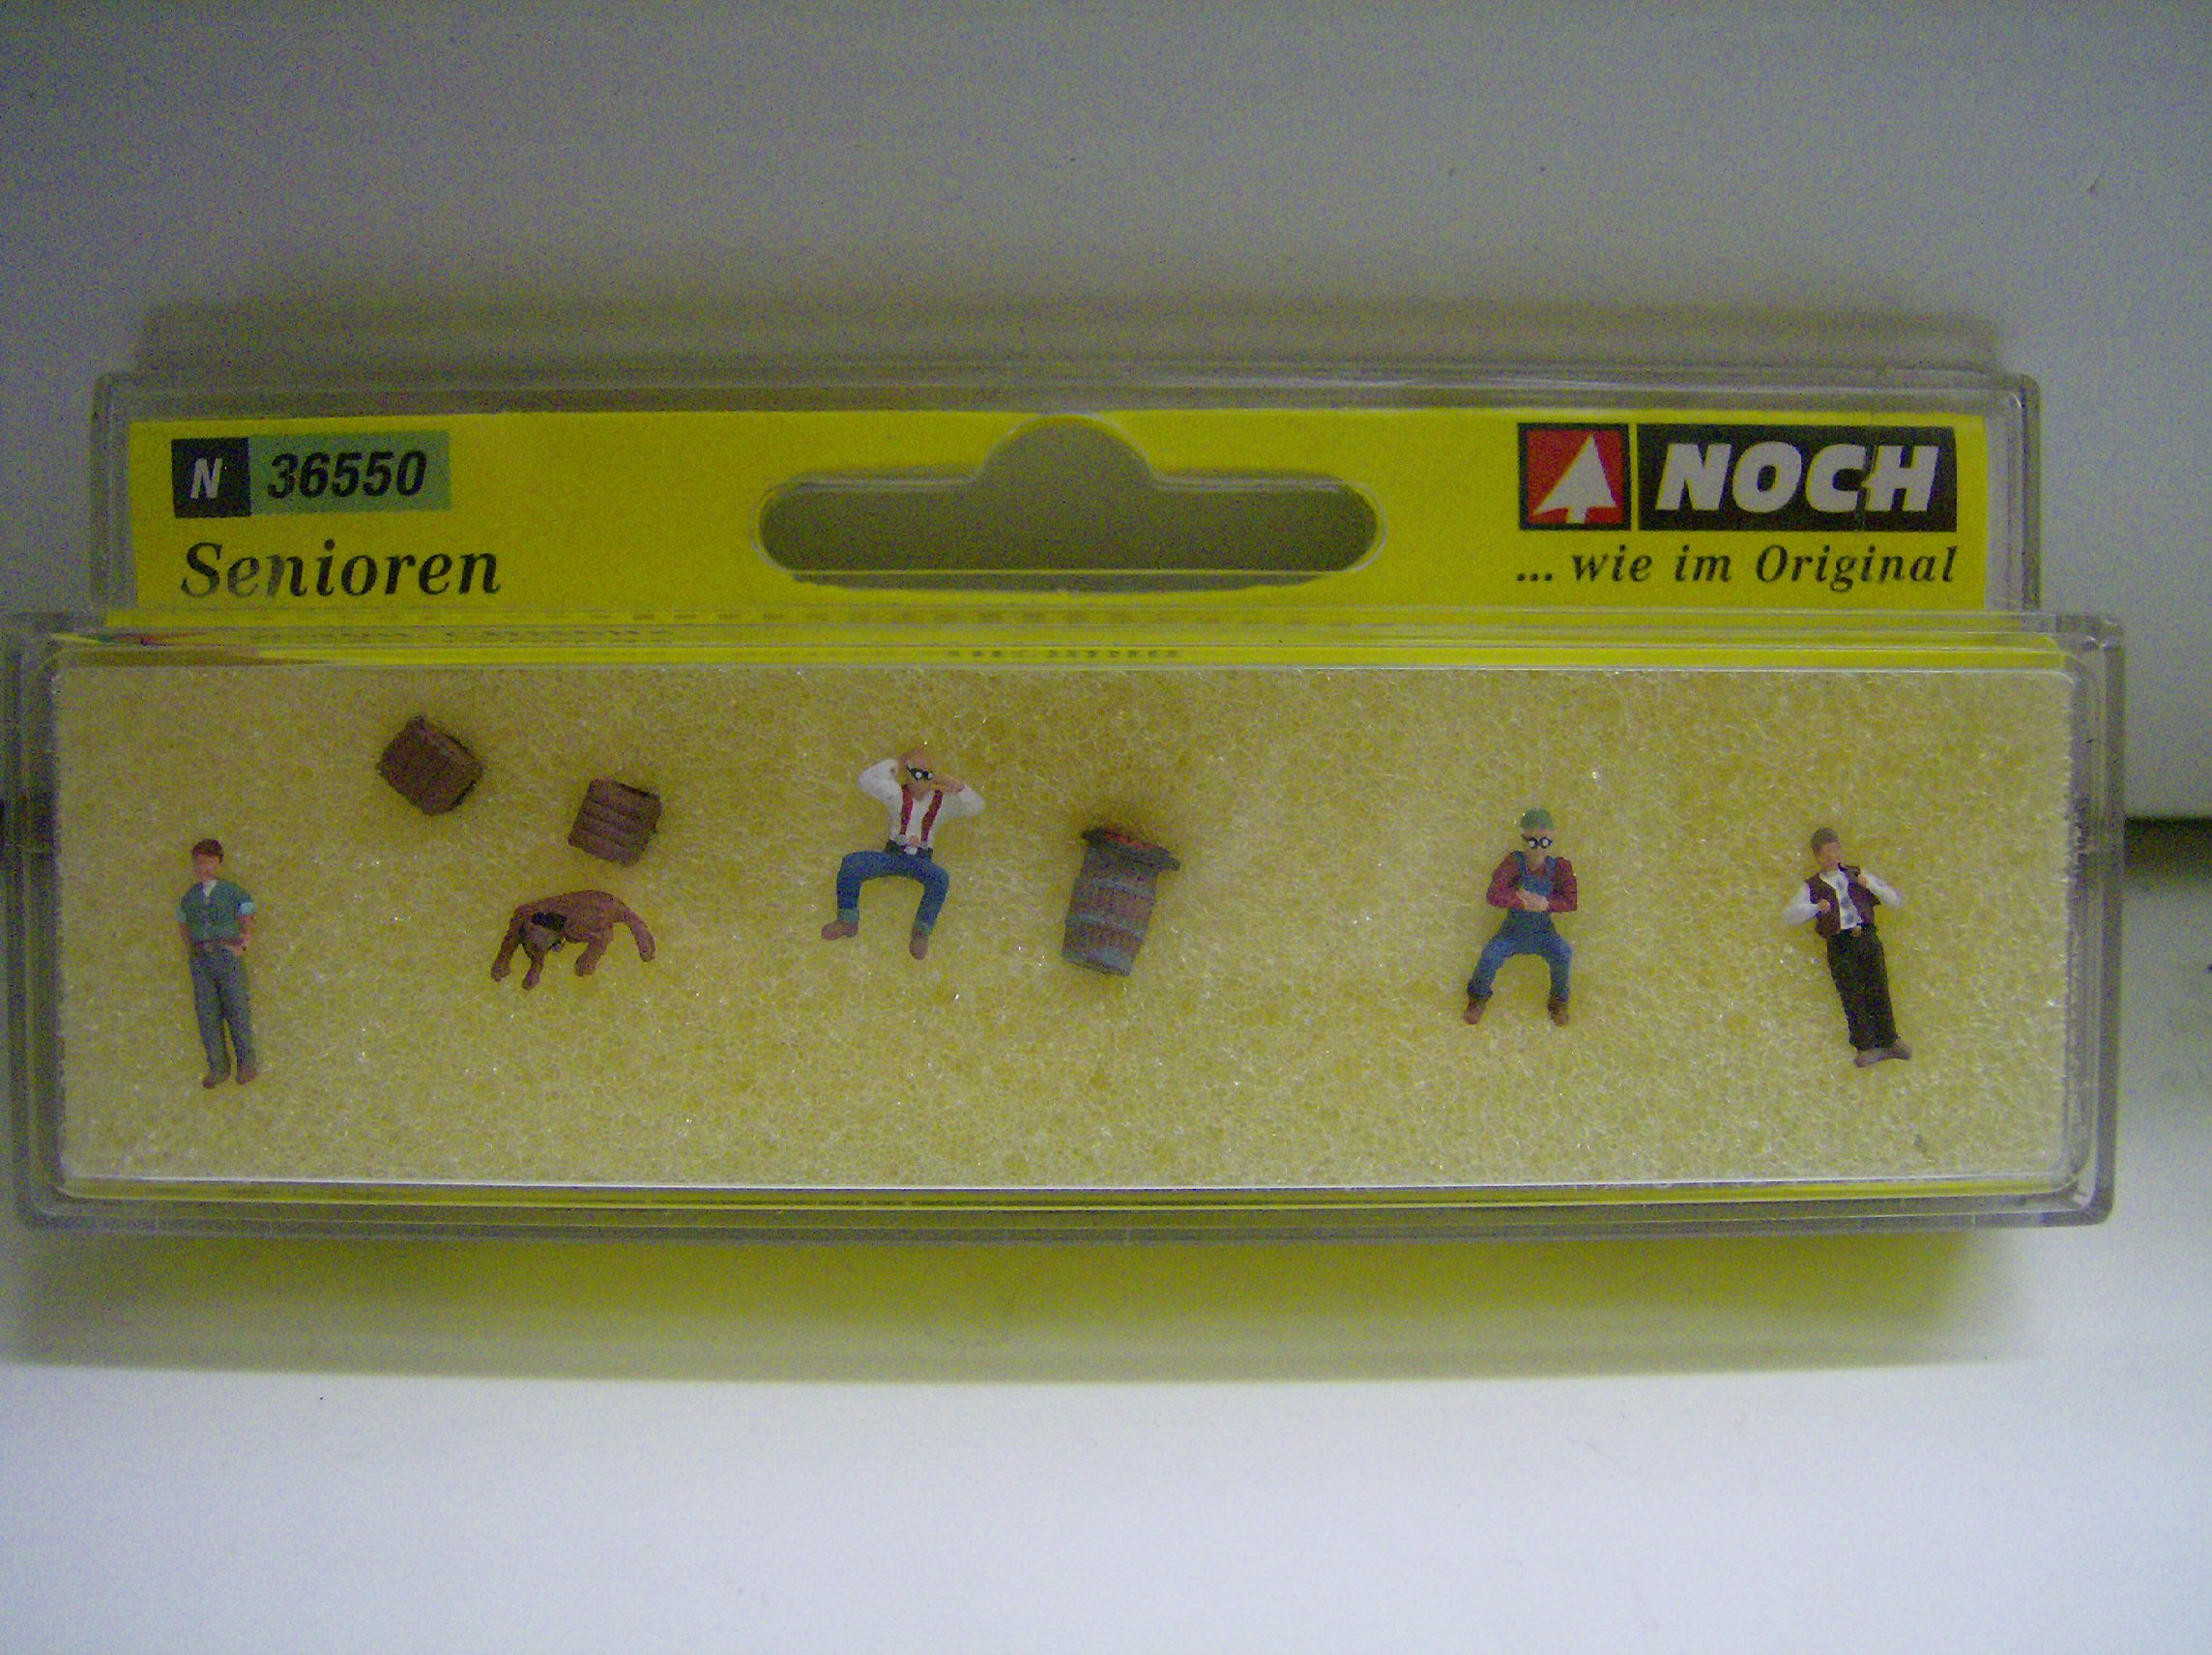 N 36550
Senioren
NOCH
... wie im Original